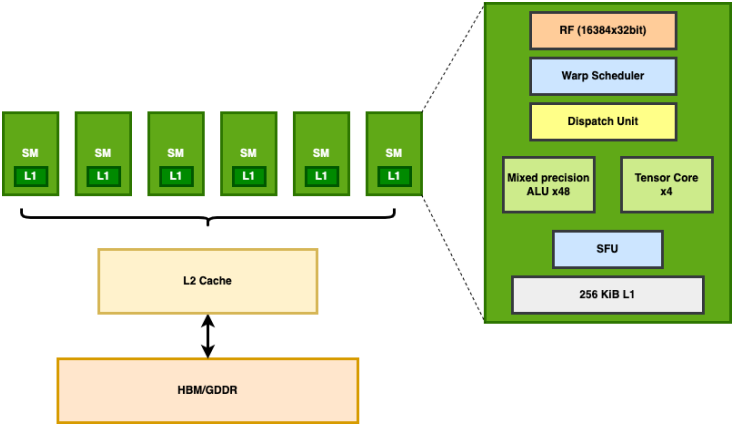 RF (16384x32bit)
Warp Scheduler
Dispatch Unit
Mixed precision
ALU x48
Tensor Core
x4
SFU
256 KiB L1
SM
L1
SM
L1
SM
L1
SM
L1
SM
L1
SM
L1
L2 Cache
HBM/GDDR